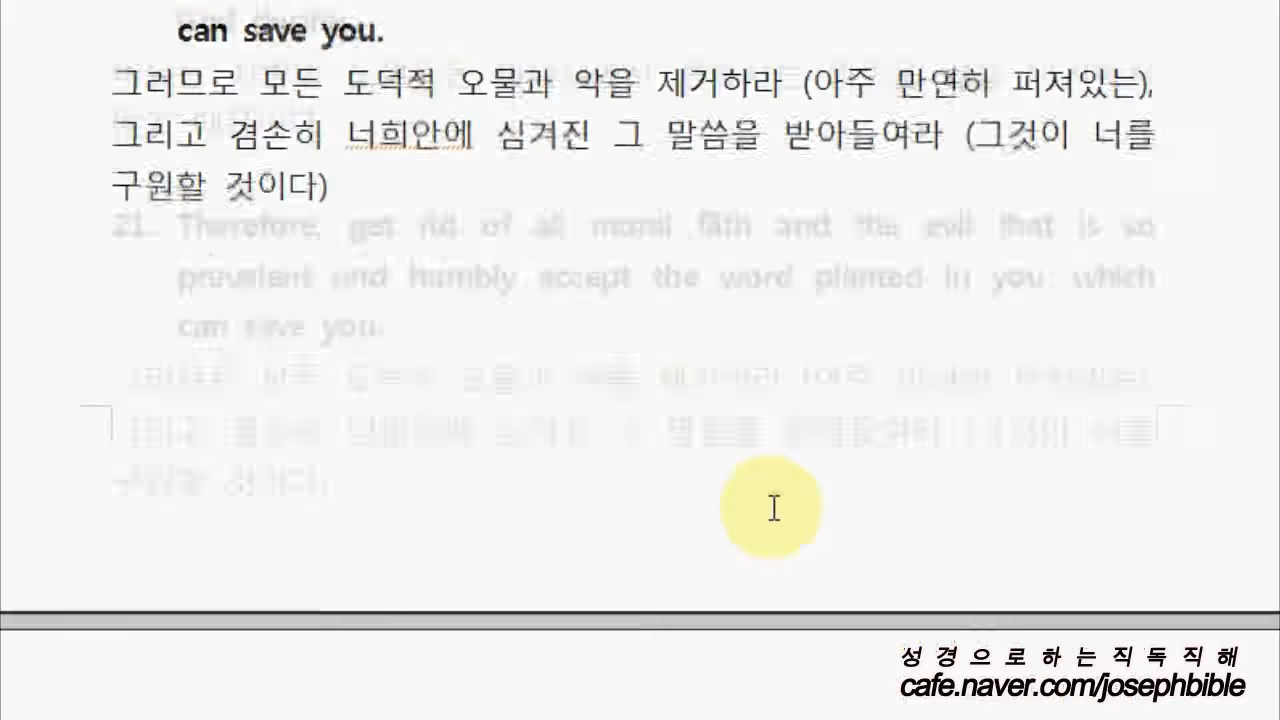 can save you.
그러므로 모든 도덕적 오물과 악을 제거하라 (아주 만연히 퍼져있는),
그리고 겸손히 너희안에 심겨진 그 말씀을 받아들여라 (그것이 너를
구원할 것이다)
21. Therefore, get rid of all moral filth and the evil that is so
prevalent and humbly accept the word planted in you, which
can save you.
성경으로하는직독직해
cafe.naver.com/josephbible